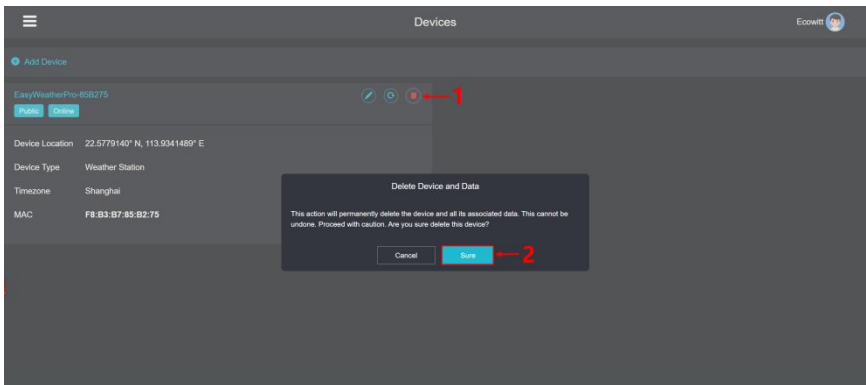 Devices
Ecowitt
Add Device
EasyWeatherPro-85B275
1
Public Online
Device Location 22.5779140° N, 113.9341489° E
Device Type Weather Station
Timezone Shanghai
MAC F8:B3:B7:85:B2:75
Delete Device and Data
This action will permanently delete the device and all its associated data. This cannot be
undone. Proceed with caution. Are you sure delete this device?
Cancel Sure 2